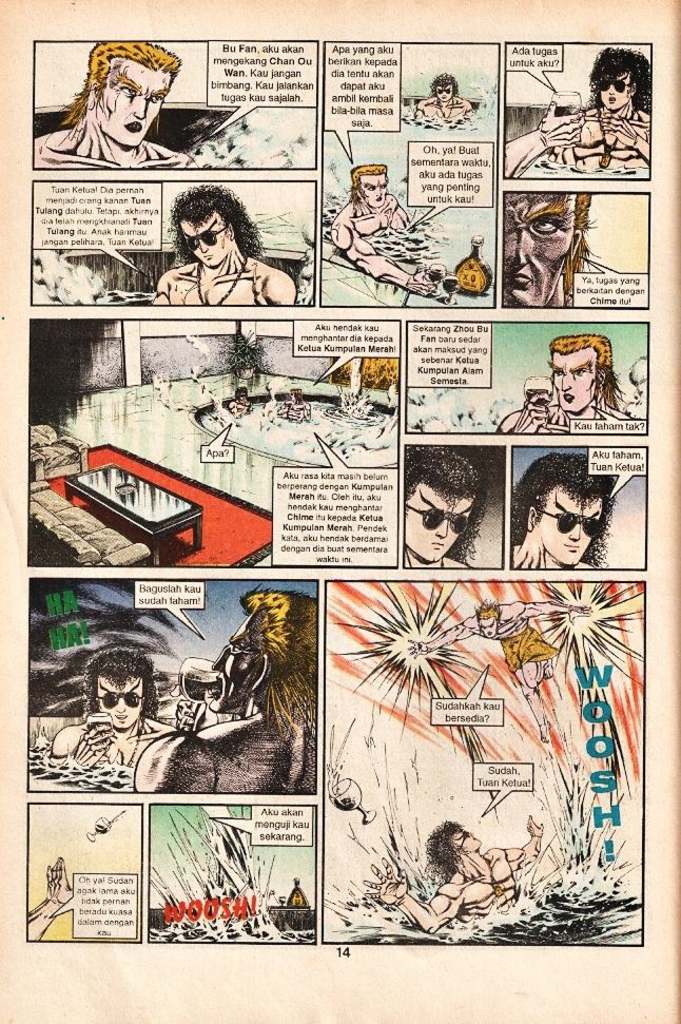 Bu Fan, aku akan
mengekang Chan Ou
Wan. Kau jangan
bimbang. Kau jalankan
tugas kau sajalah.
Tuan Ketua! Dia pernah
menjadi orang kanan Tuan
Tulang dahulu. Tetapi, akhirnya
dia telah mengkhianati Tuan
Tulang itu. Anak harimau
jangan pelihara, Tuan Ketua!
Apa yang aku
berikan kepada
dia tentu akan
aku ambil kembali
bila-bila masa
saja.
Oh, ya! Buat
sementara waktu,
aku ada tugas
yang penting
untuk kau!
X.O
Ada tugas
untuk aku?
Ya, tugas yang
berkaitan dengan
Chime itu!
Aku hendak kau
menghantar dia kepada
Ketua Kumpulan Merah!
Apa?
Aku rasa kita masih belum
berperang dengan Kumpulan
Merah itu. Oleh itu, aku
hendak kau menghantar
Chime itu kepada Ketua
Kumpulan Merah. Pendek
kata, aku hendak berdamai
dengan dia buat sementara
waktu ini.
Sekarang Zhou Bu
Fan baru sedar
akan maksud yang
sebenar Ketua
Kumpulan Alam
Semesta.
Kau faham tak?
Aku faham,
Tuan Ketua!
Baguslah kau
sudah faham!
HA
HA!
Oh ya! Sudah
agak lama aku
tidak pernah
beradu kuasa
dalam dengan
kau.
Aku akan
menguji kau
sekarang.
WOOSH!
Sudahkah kau
bersedia?
Sudah,
Tuan Ketua!
WOOSH!
14